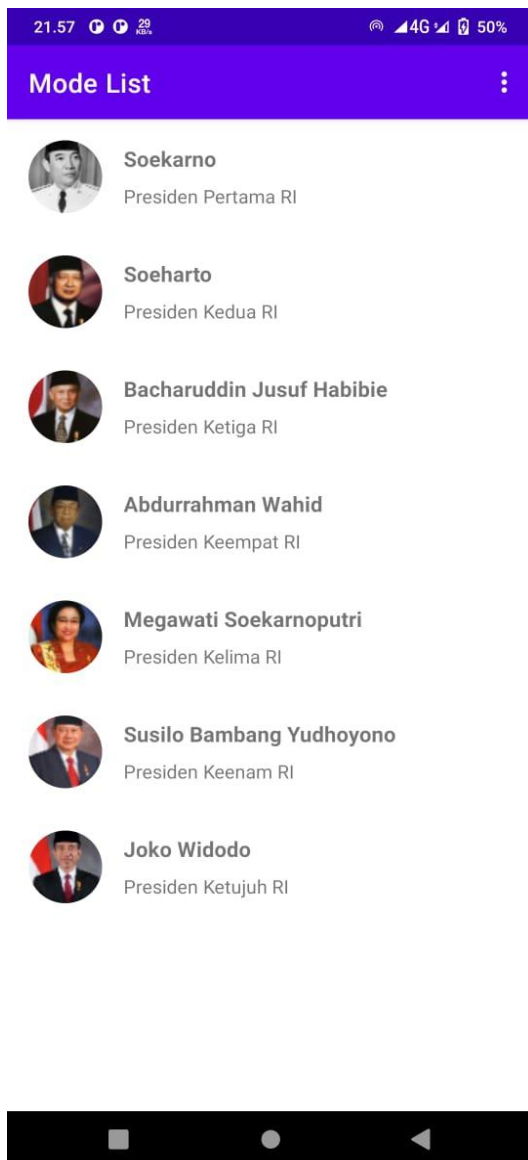 21.57 29 KB/s 4G 50%
Mode List
Soekarno
Presiden Pertama RI
Soeharto
Presiden Kedua RI
Bacharuddin Jusuf Habibie
Presiden Ketiga RI
Abdurrahman Wahid
Presiden Keempat RI
Megawati Soekarnoputri
Presiden Kelima RI
Susilo Bambang Yudhoyono
Presiden Keenam RI
Joko Widodo
Presiden Ketujuh RI